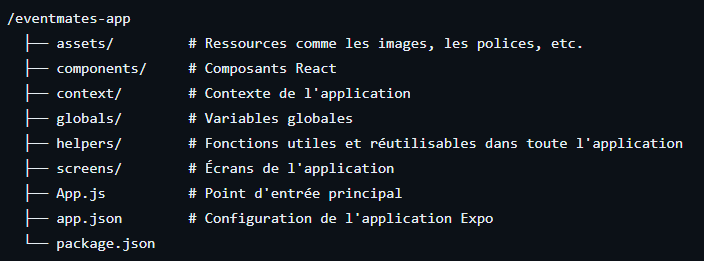 /eventmates-app
├── assets/ # Ressources comme les images, les polices, etc.
├── components/ # Composants React
├── context/ # Contexte de l'application
├── globals/ # Variables globales
├── helpers/ # Fonctions utiles et réutilisables dans toute l'application
├── screens/ # Écrans de l'application
├── App.js # Point d'entrée principal
├── app.json # Configuration de l'application Expo
└── package.json